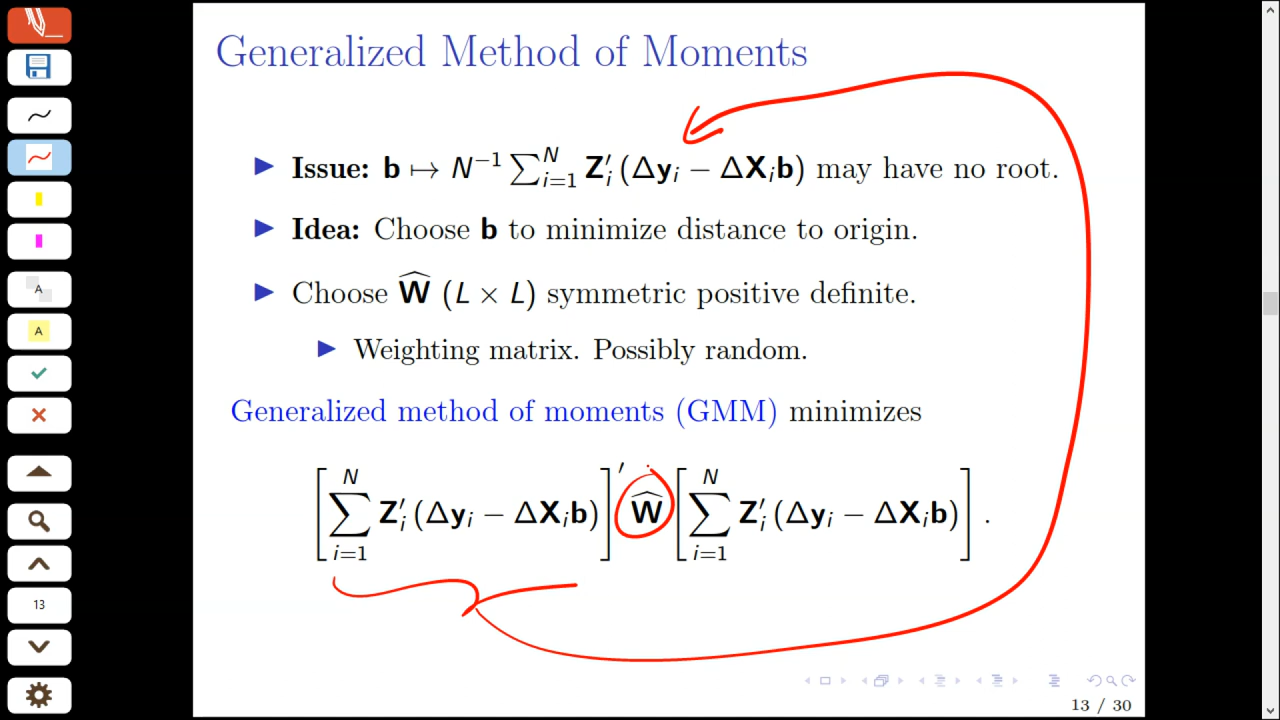 Generalized Method of Moments
▶ Issue: b ↦ N⁻¹ ∑ᵢ₌₁ᴺ Z′ᵢ (Δyᵢ − ΔXᵢb) may have no root.
▶ Idea: Choose b to minimize distance to origin.
▶ Choose Ŵ (L × L) symmetric positive definite.
▶ Weighting matrix. Possibly random.
Generalized method of moments (GMM) minimizes
[∑ᵢ₌₁ᴺ Z′ᵢ (Δyᵢ − ΔXᵢb)]′ Ŵ [∑ᵢ₌₁ᴺ Z′ᵢ (Δyᵢ − ΔXᵢb)].
13 / 30
A
A
13